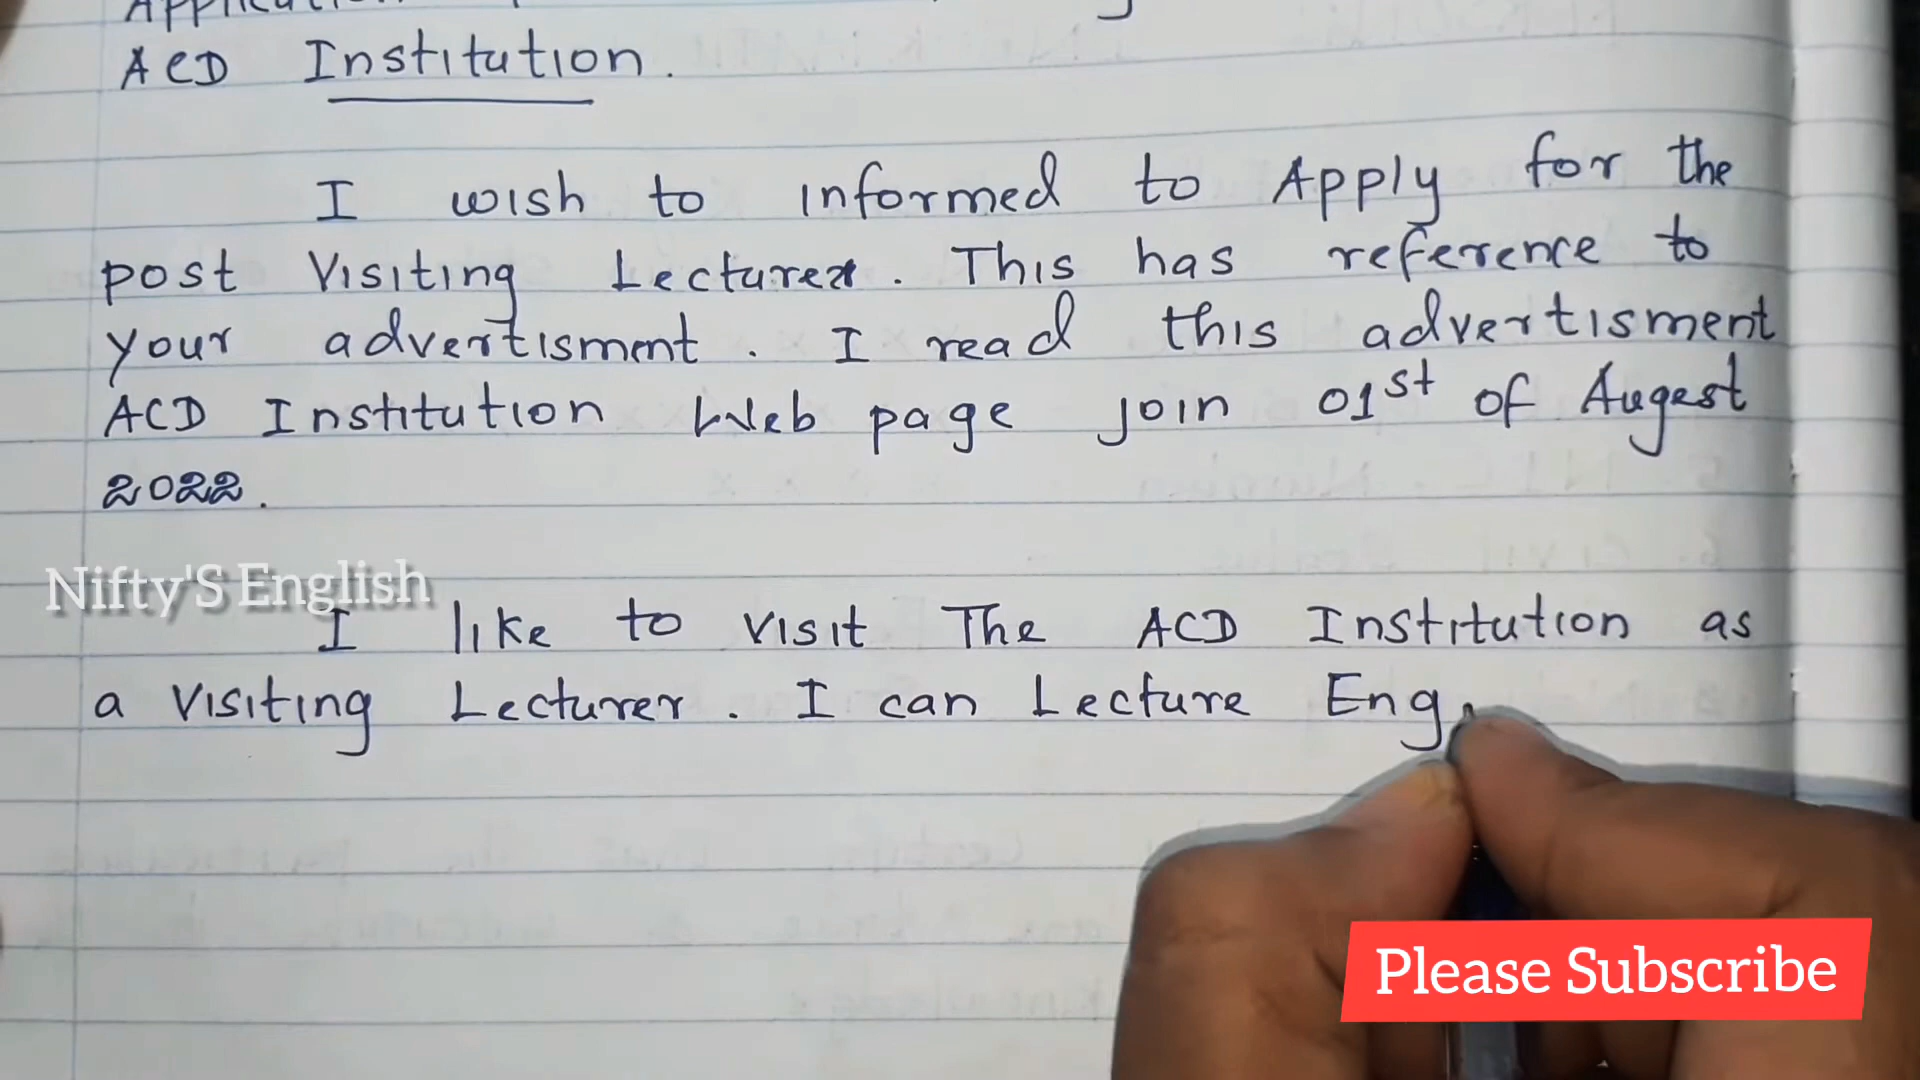 Application
ACD Institution.
I wish to informed to Apply for the
post Visiting Lecturer. This has reference to
your advertisment. I read this advertisment
ACD Institution Web page join 01st of Augest
2022.
Nifty'S English
I like to visit The ACD Institution as
a Visiting Lecturer. I can Lecture Eng
Please Subscribe